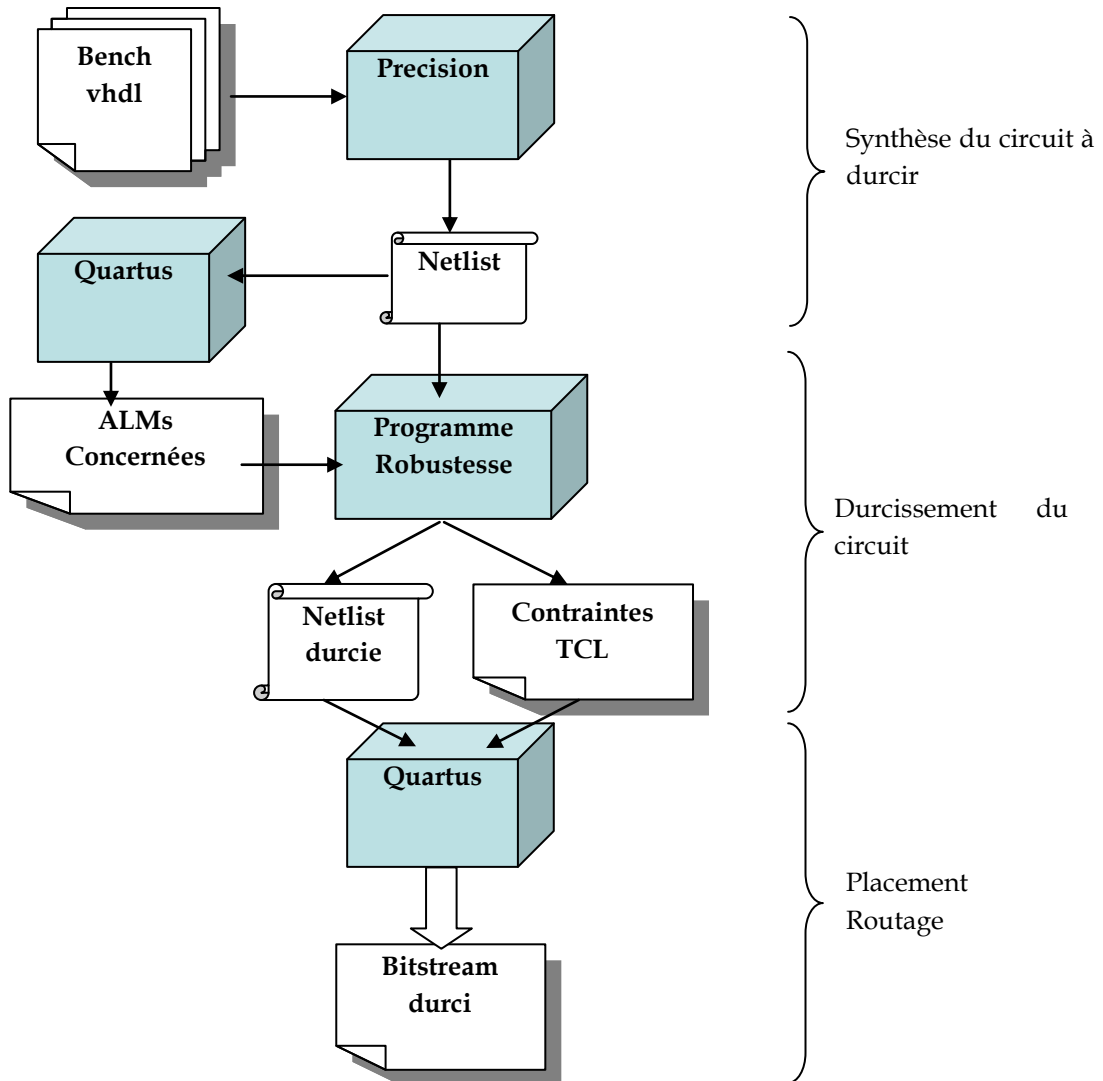 Bench
vhdl
Precision
Synthèse du circuit à
durcir
Quartus
Netlist
ALMs
Concernées
Programme
Robustesse
Durcissement du
circuit
Netlist
durcie
Contraintes
TCL
Quartus
Placement
Routage
Bitstream
durci